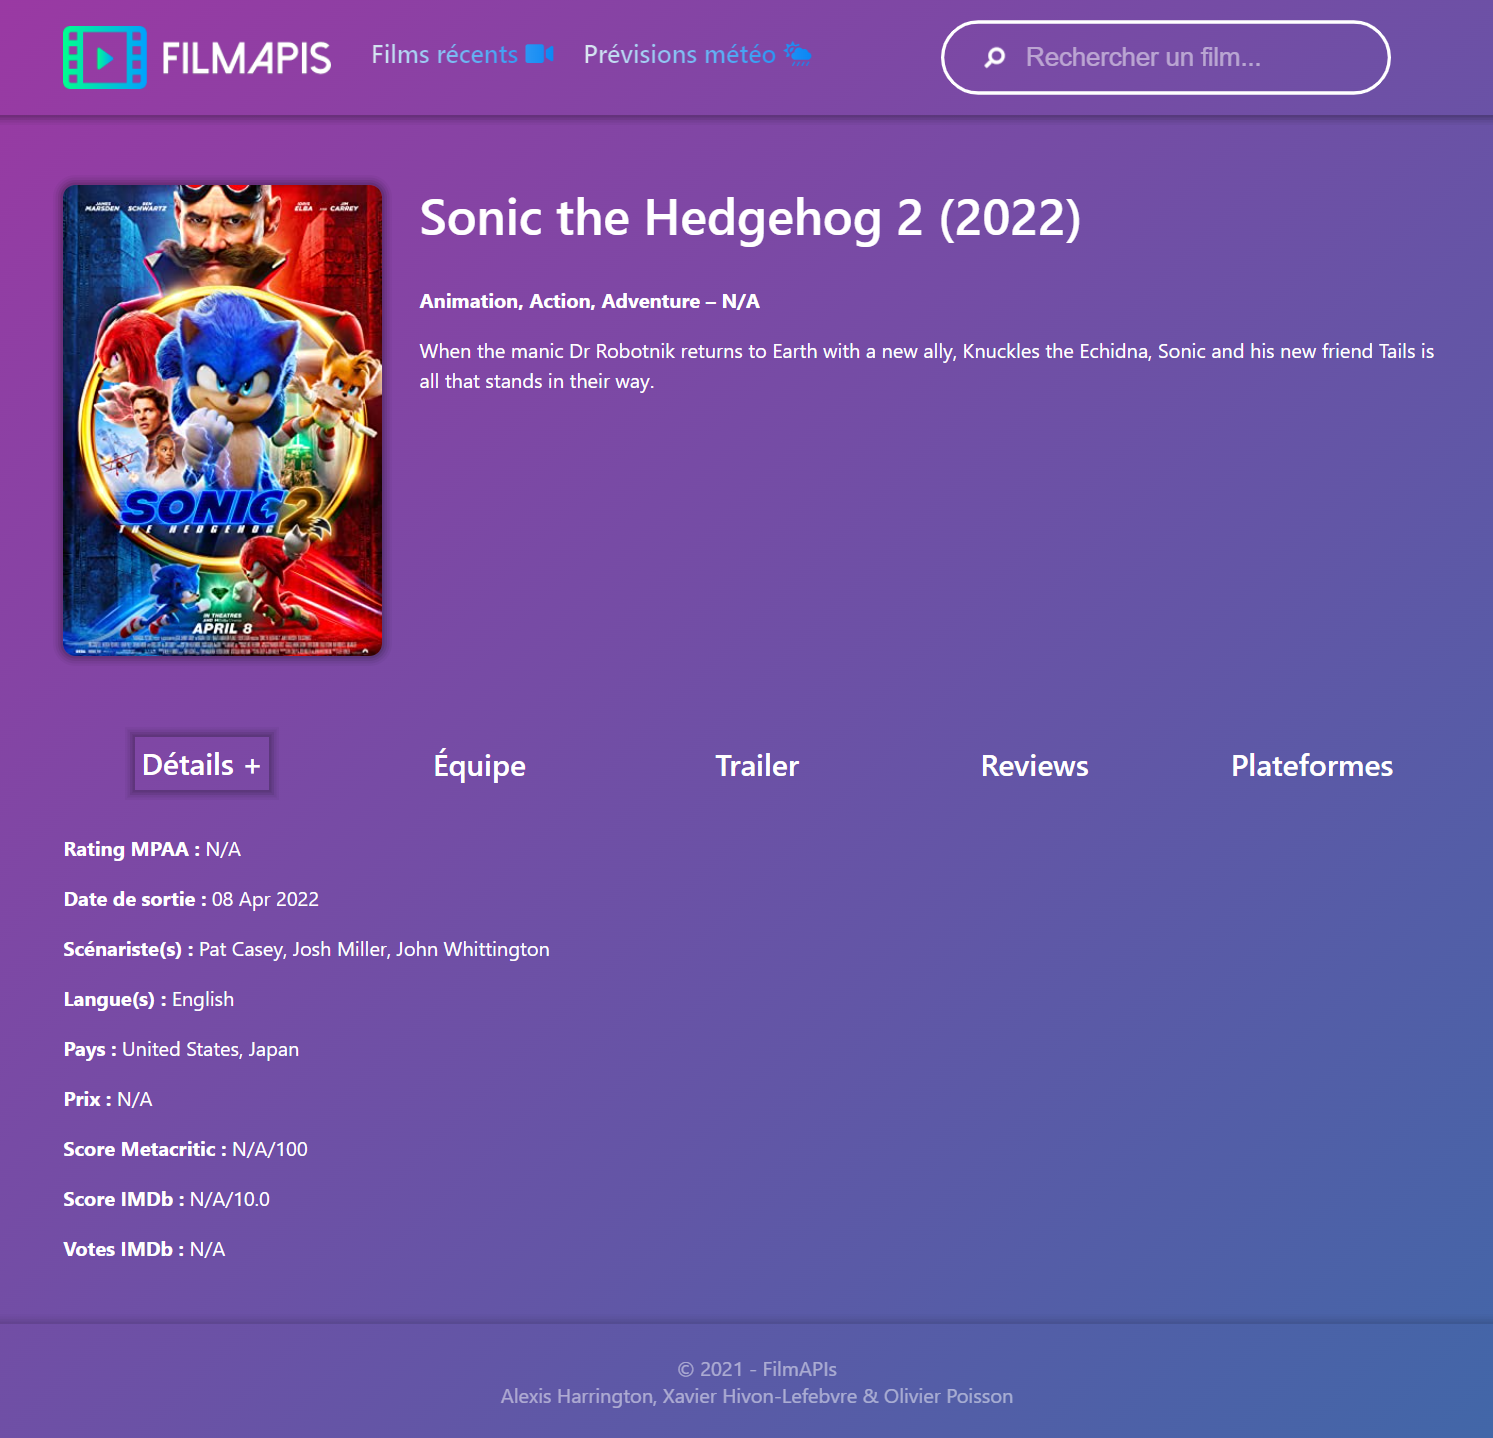 FILMAPIS
Films récents
Prévisions météo
Rechercher un film...
JAMES MARSDEN
BEN SCHWARTZ
IDRIS ELBA
JIM CARREY
SONIC 2
THE HEDGEHOG
IN THEATRES
APRIL 8
Sonic the Hedgehog 2 (2022)
Animation, Action, Adventure – N/A
When the manic Dr Robotnik returns to Earth with a new ally, Knuckles the Echidna, Sonic and his new friend Tails is
all that stands in their way.
Détails +
Équipe
Trailer
Reviews
Plateformes
Rating MPAA : N/A
Date de sortie : 08 Apr 2022
Scénariste(s) : Pat Casey, Josh Miller, John Whittington
Langue(s) : English
Pays : United States, Japan
Prix : N/A
Score Metacritic : N/A/100
Score IMDb : N/A/10.0
Votes IMDb : N/A
© 2021 - FilmAPIs
Alexis Harrington, Xavier Hivon-Lefebvre & Olivier Poisson